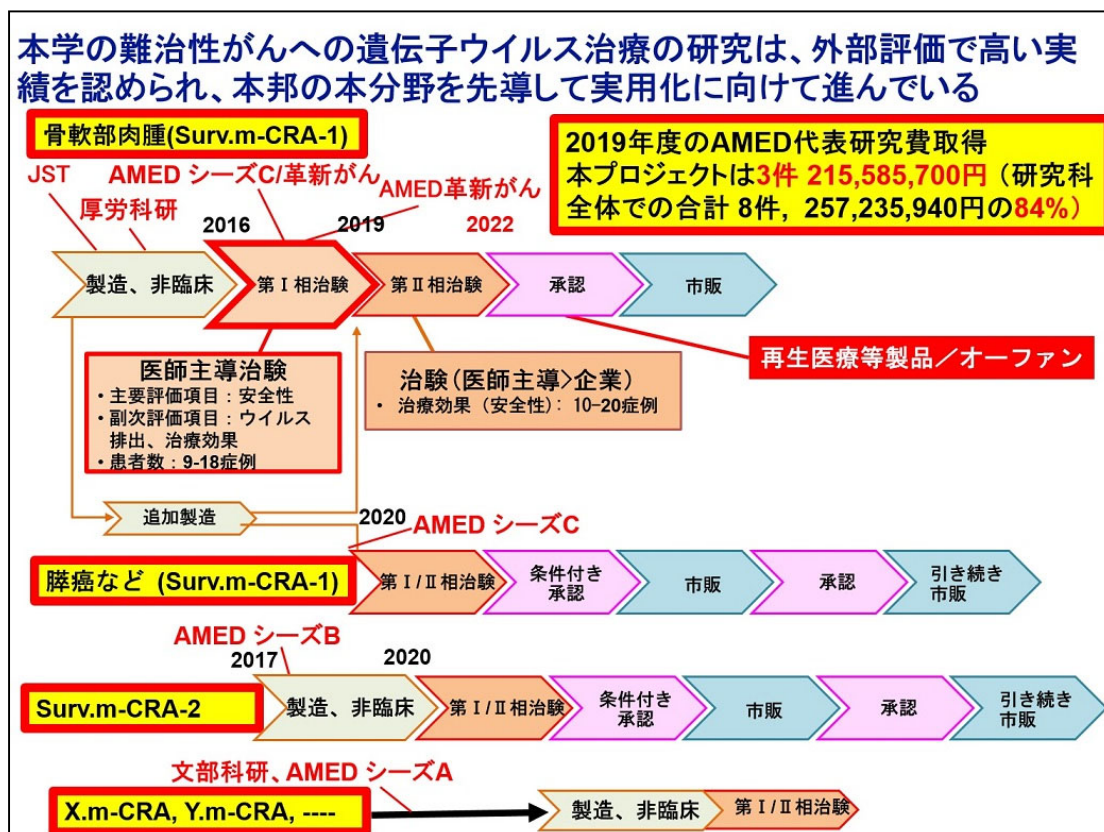 本学の難治性がんへの遺伝子ウイルス治療の研究は、外部評価で高い実
績を認められ、本邦の本分野を先導して実用化に向けて進んでいる
骨軟部肉腫(Surv.m-CRA-1)
2019年度のAMED代表研究費取得
本プロジェクトは3件 215,585,700円（研究科
全体での合計 8件, 257,235,940円の84%）
JST
厚労科研
AMED シーズC/革新がん
AMED革新がん
2016
2019
2022
製造、非臨床
第Ⅰ相治験
第Ⅱ相治験
承認
市販
再生医療等製品／オーファン
医師主導治験
・主要評価項目：安全性
・副次評価項目：ウイルス
排出、治療効果
・患者数：9-18症例
治験（医師主導>企業）
・ 治療効果（安全性）：10-20症例
追加製造
2020
AMED シーズC
膵癌など (Surv.m-CRA-1)
第Ⅰ/Ⅱ相治験
条件付き
承認
市販
承認
引き続き
市販
AMED シーズB
2017
2020
Surv.m-CRA-2
製造、非臨床
第Ⅰ/Ⅱ相治験
条件付き
承認
市販
承認
引き続き
市販
文部科研、AMED シーズA
X.m-CRA, Y.m-CRA, ----
製造、非臨床
第Ⅰ/Ⅱ相治験